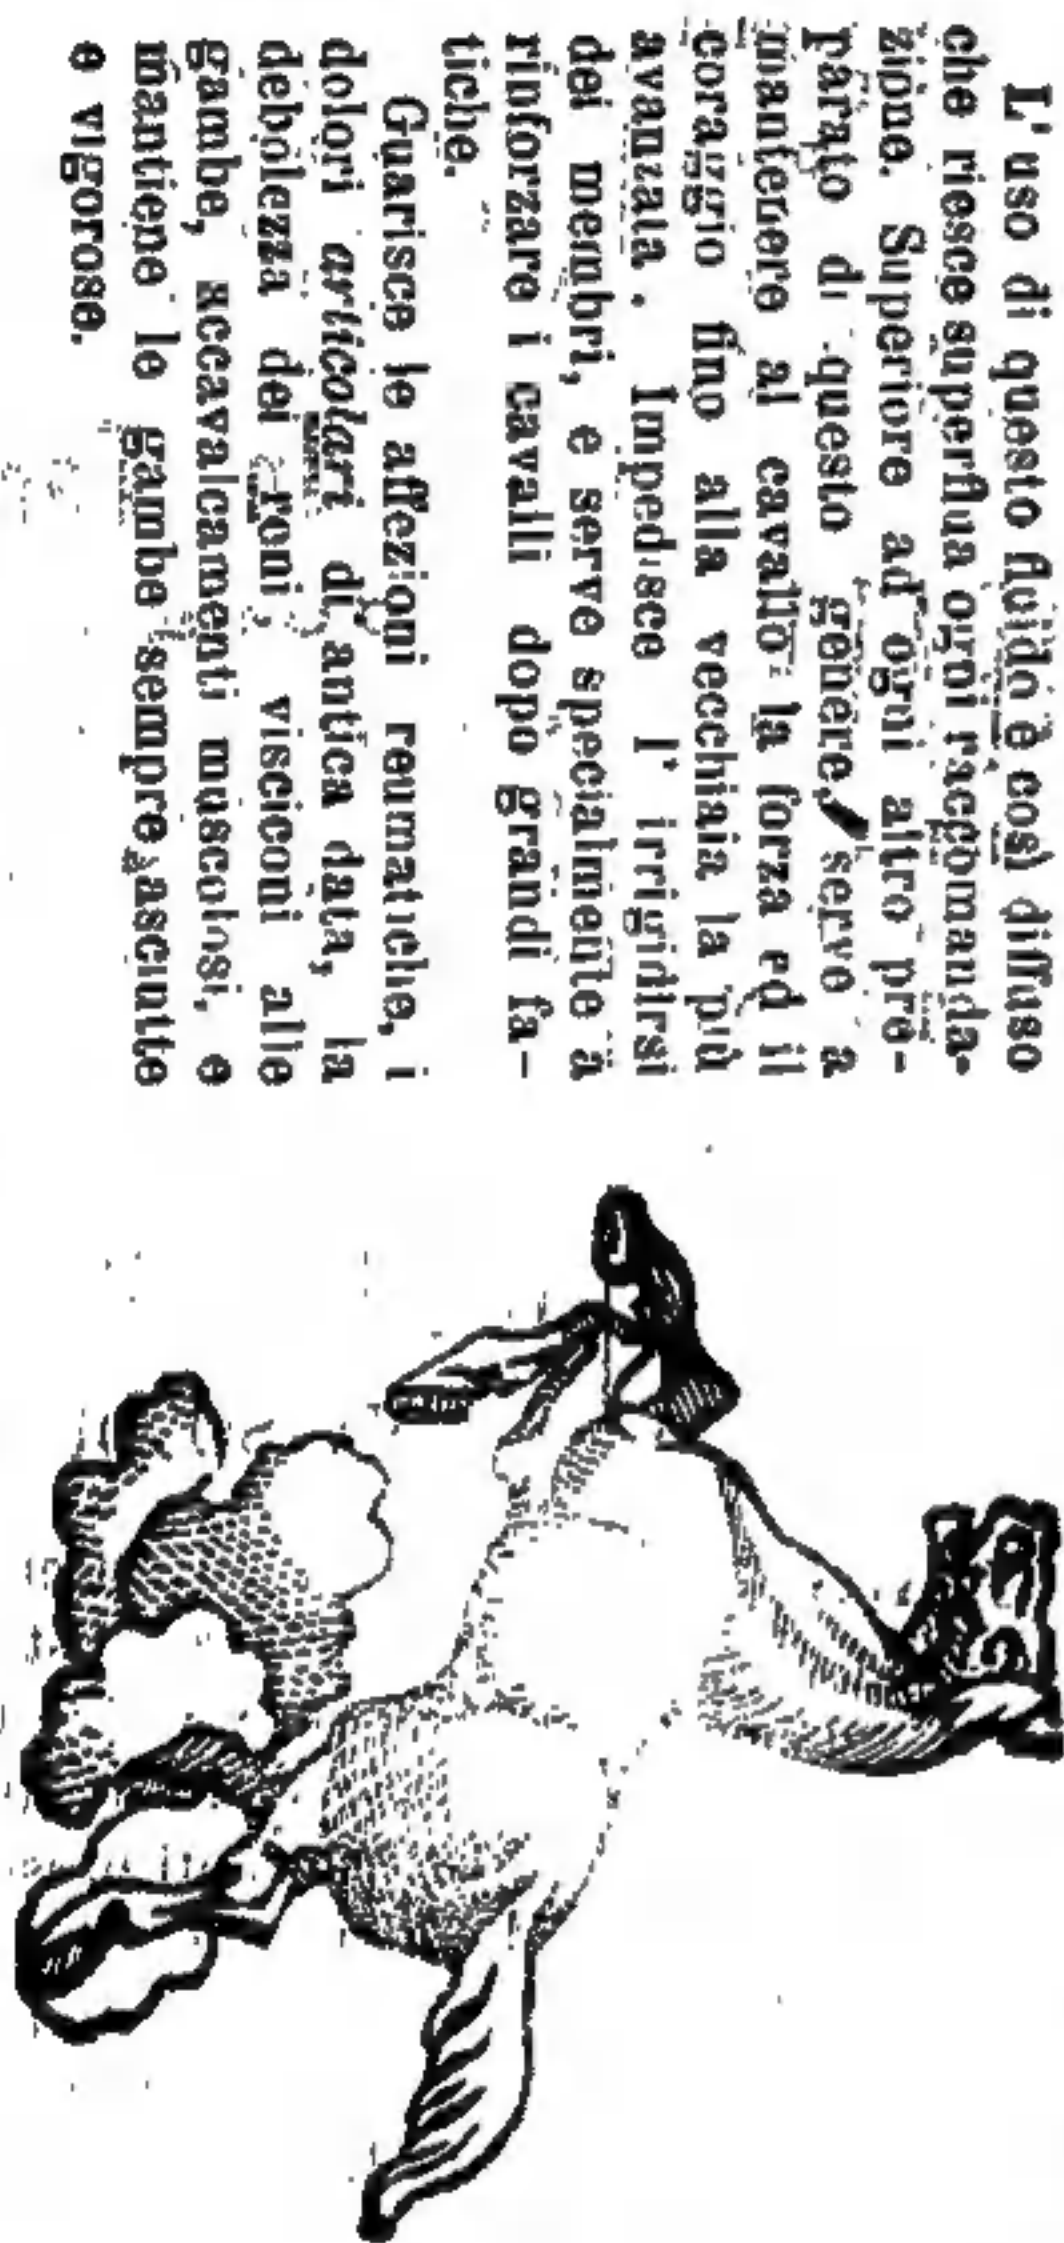 L'uso di questo fluido è così diffuso
che riesce superflua ogni raccomanda-
zione. Superiore ad ogni altro pre-
parato di questo genere, serve a
mantenere al cavallo la forza ed il
coraggio fino alla vecchiaia la più
avanzata. Impedisce l'irrigidirsi
dei membri, e serve specialmente a
rinforzare i cavalli dopo grandi fa-
tiche.
Guarisce le affezioni reumatiche, i
dolori articolari di antica data, la
debolezza dei reni visciconi alle
gambe, accavalcamenti muscolosi, e
mantiene le gambe sempre asciutte
e vigorose.